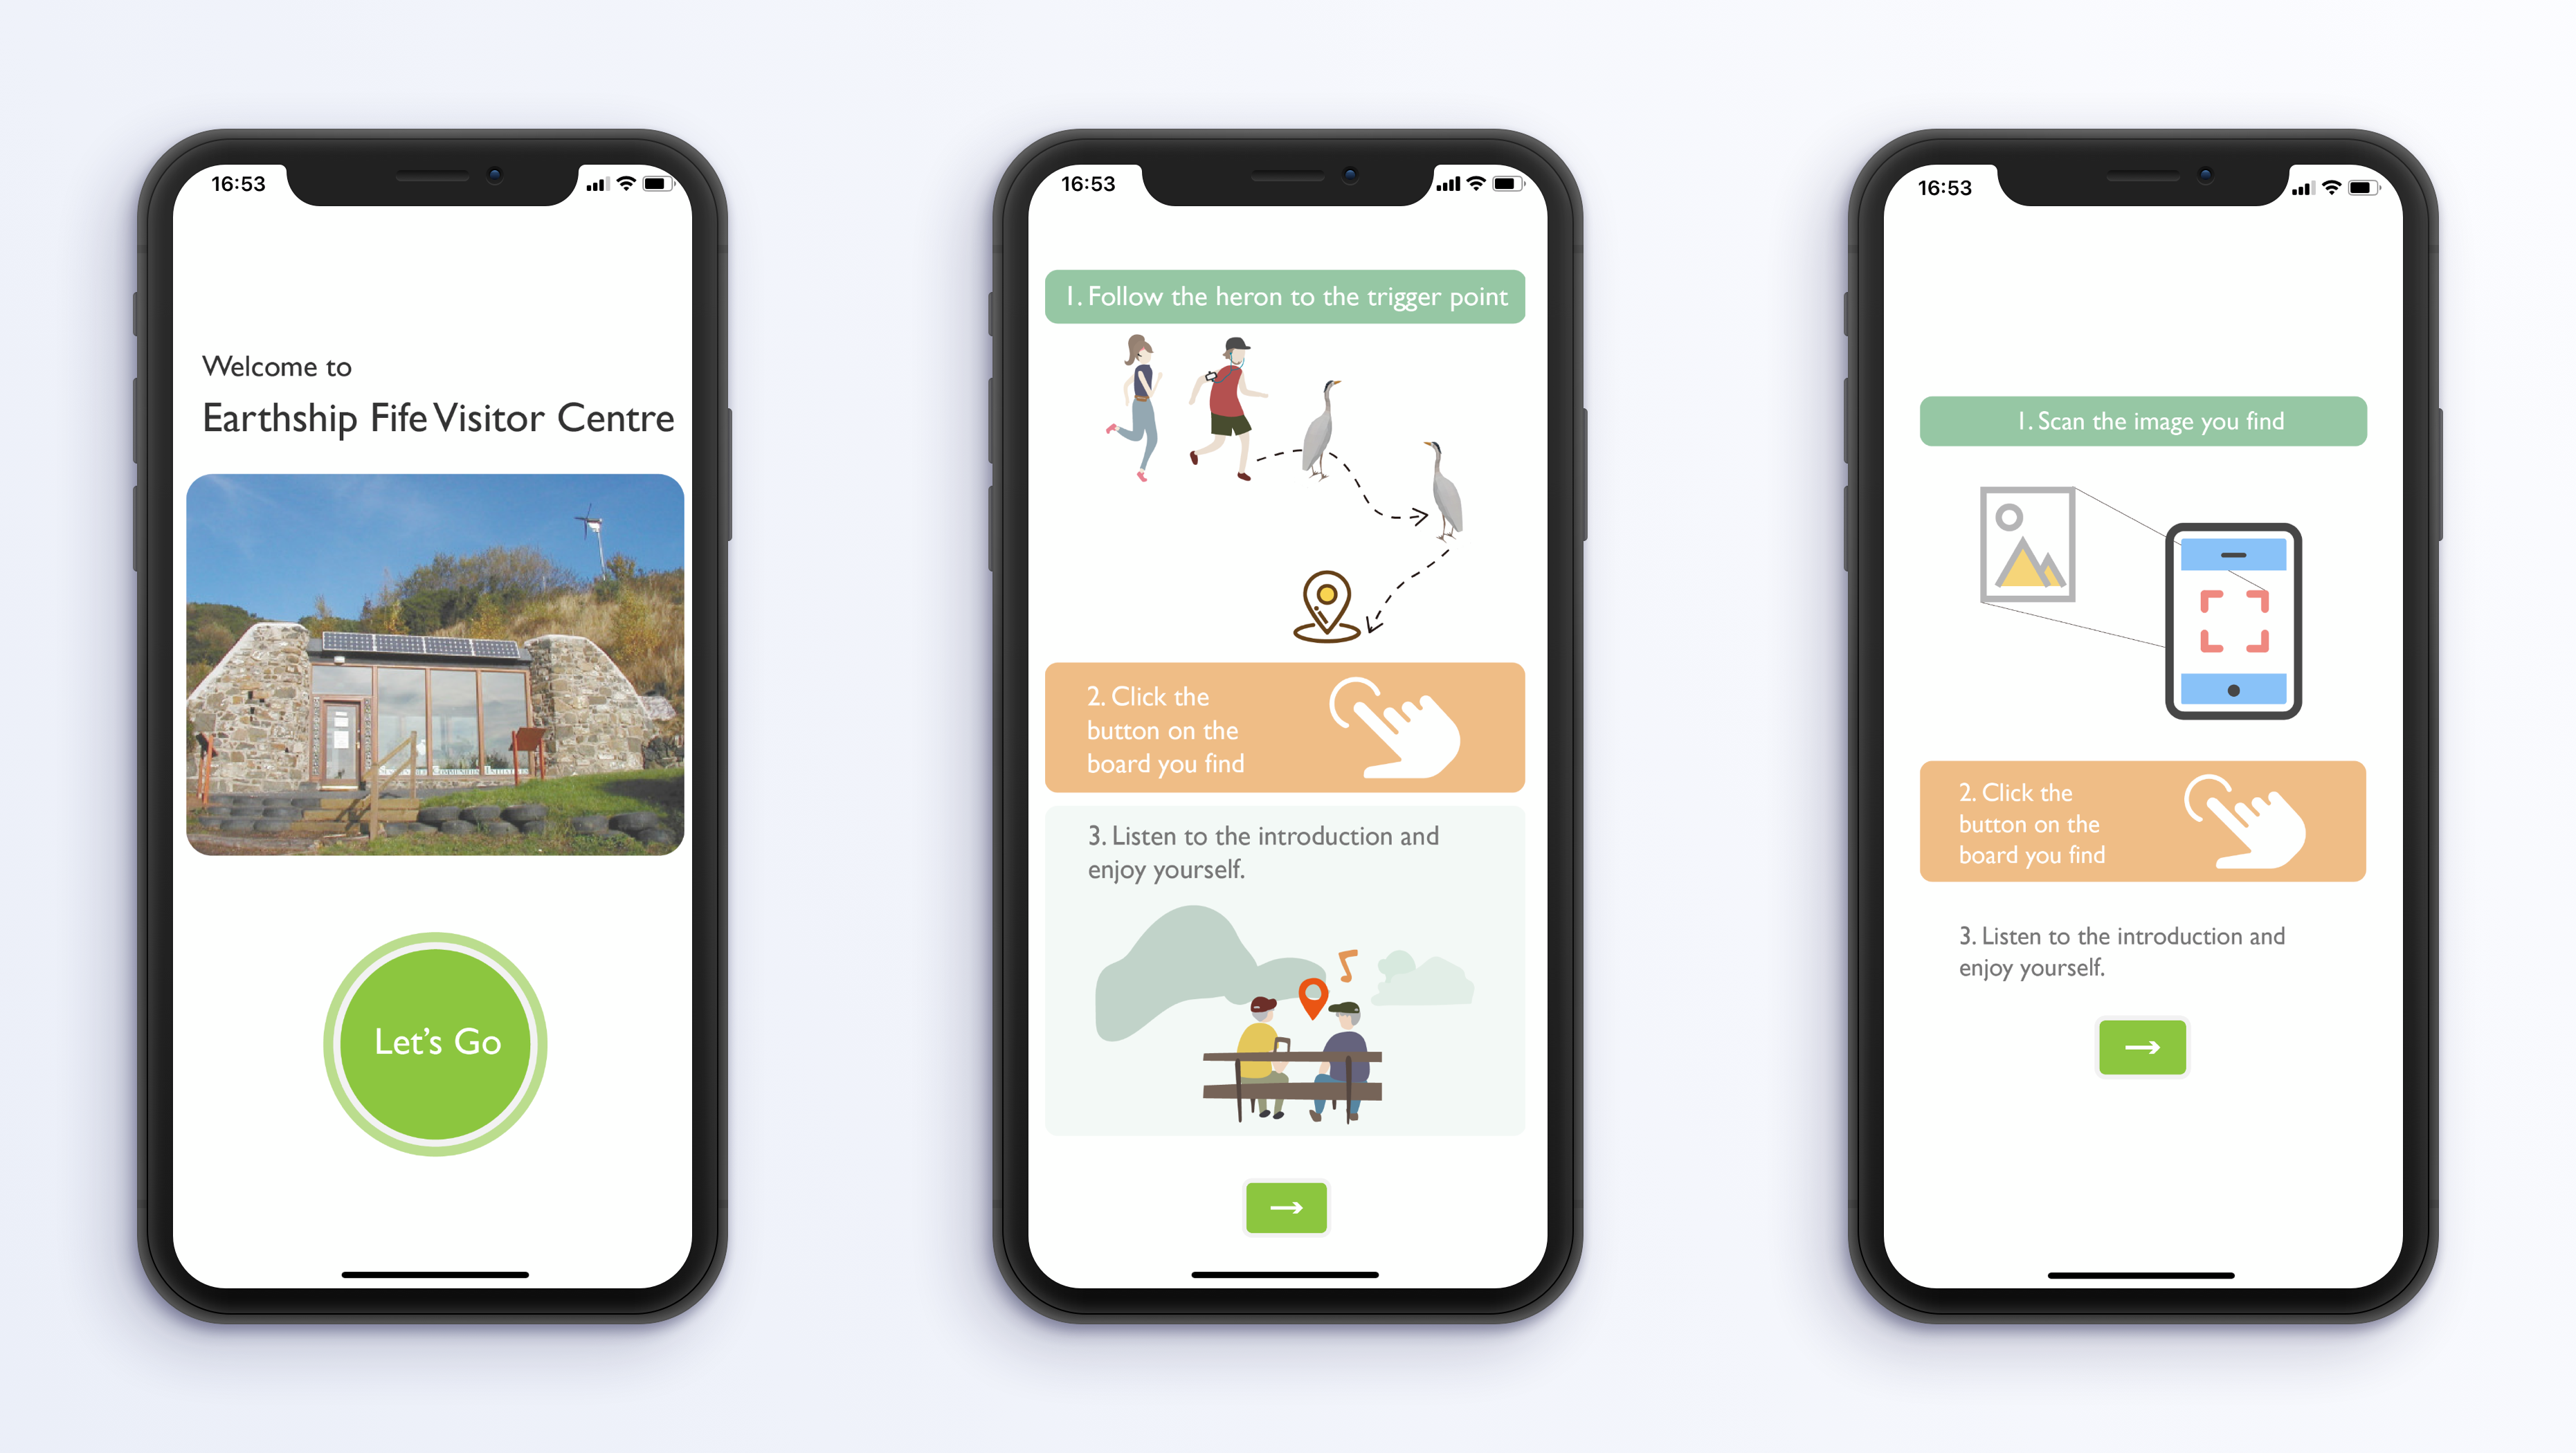 16:53
Welcome to
Earthship Fife Visitor Centre
Let's Go
16:53
1. Follow the heron to the trigger point
2. Click the
button on the
board you find
3. Listen to the introduction and
enjoy yourself.
16:53
1. Scan the image you find
2. Click the
button on the
board you find
3. Listen to the introduction and
enjoy yourself.